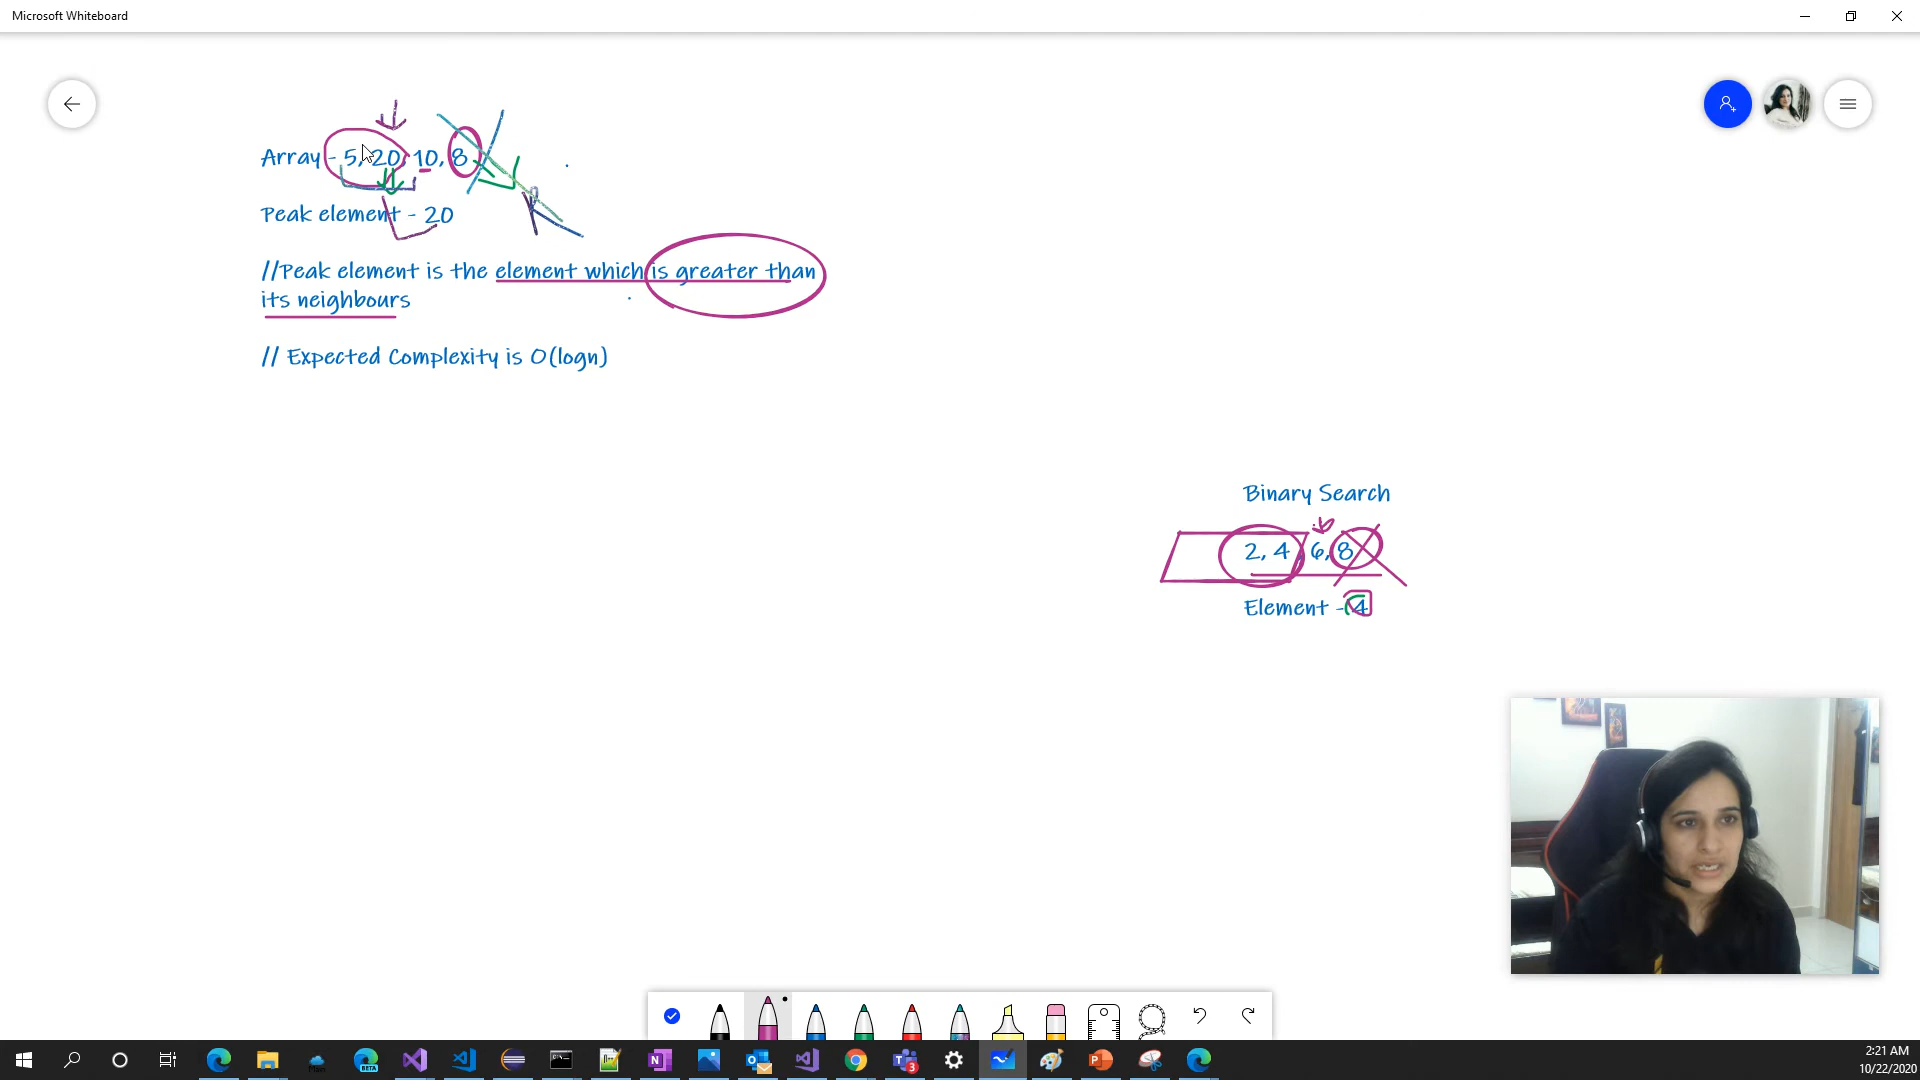 Microsoft Whiteboard
Array - 5, 20, 10, 8
Peak element - 20
//Peak element is the element which is greater than
its neighbours
// Expected Complexity is O(logn)
Binary Search
2, 4, 6, 8
Element - 4
BETA
3
2:21 AM
10/22/2020